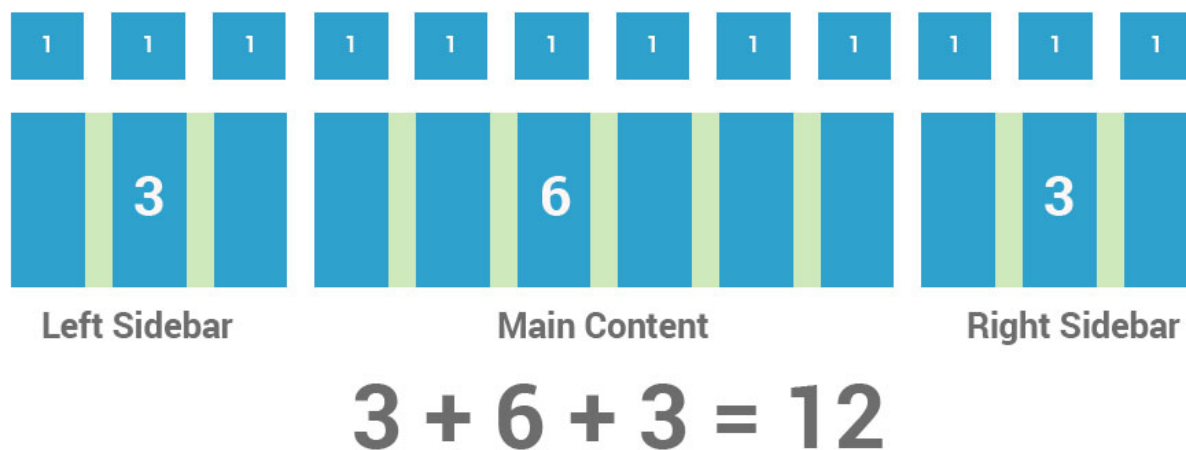 1 1 1 1 1 1 1 1 1 1 1 1
3 6 3
Left Sidebar Main Content Right Sidebar
3 + 6 + 3 = 12